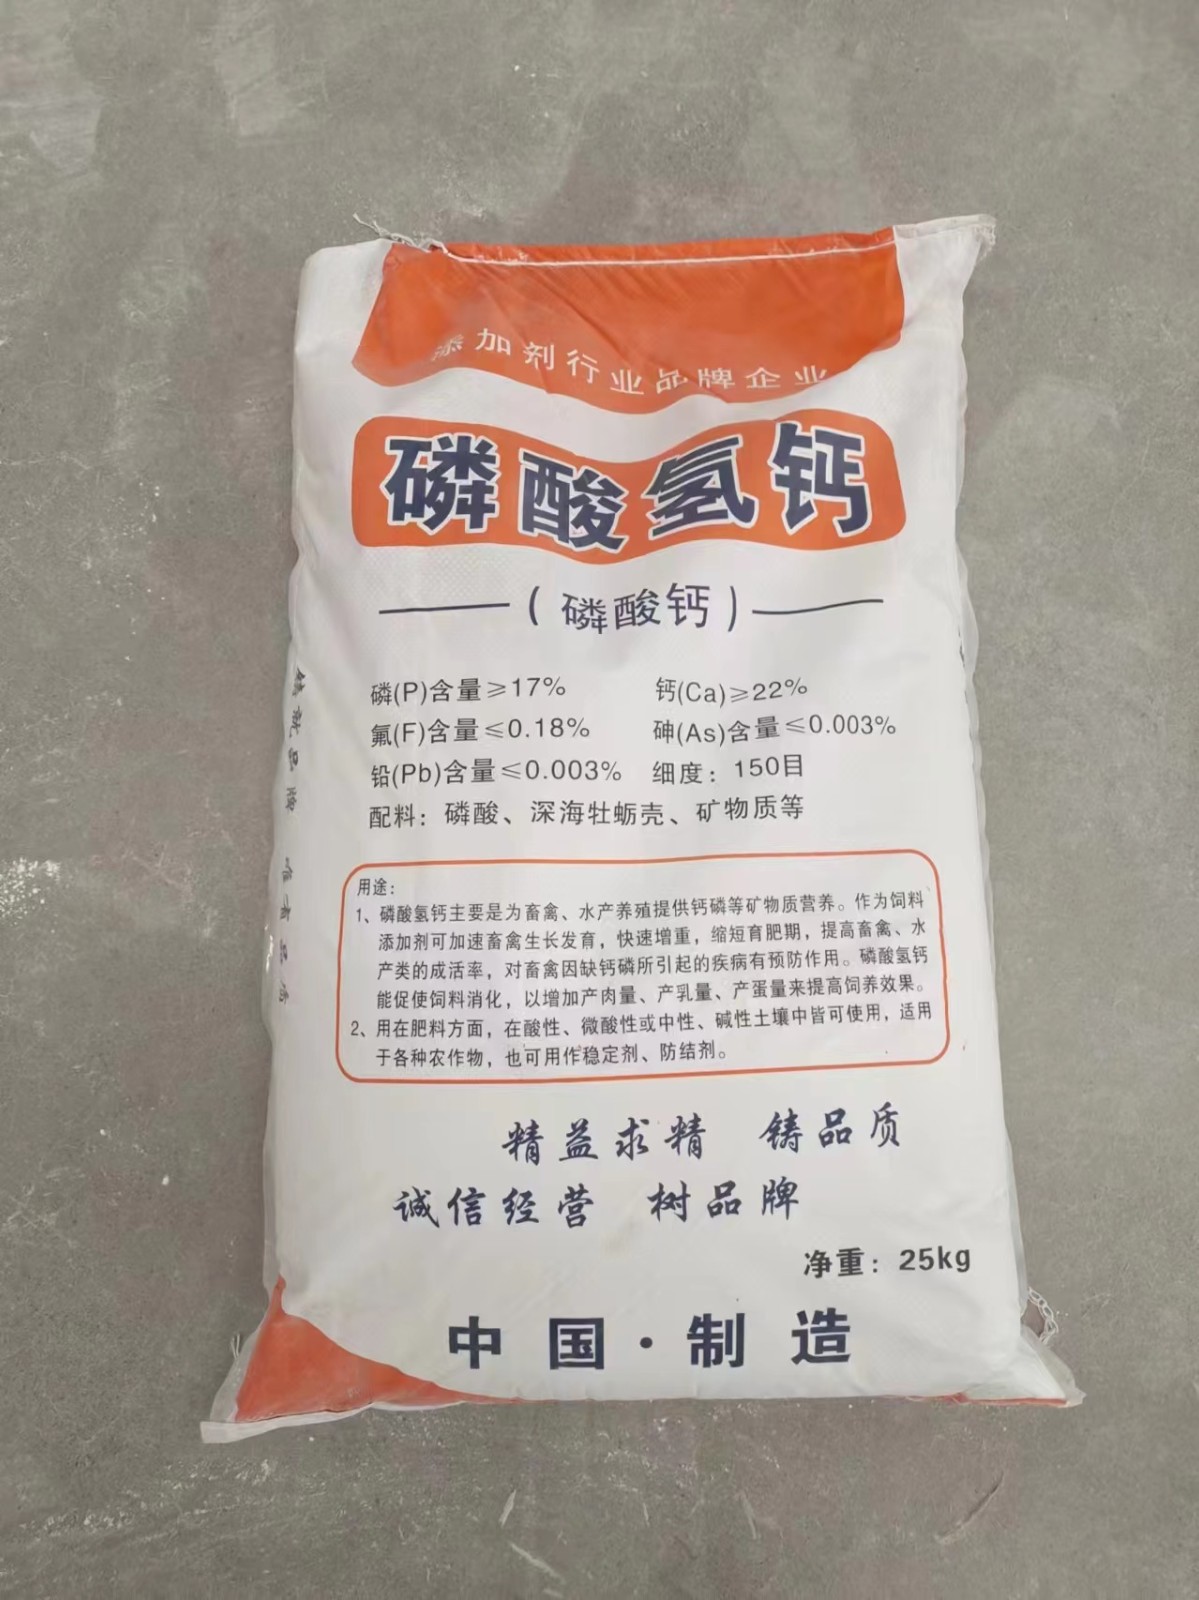 添加剂行业品牌企业
磷酸氢钙
(磷酸钙)
磷(P)含量≥17% 钙(Ca)≥22%
氟(F)含量≤0.18% 砷(As)含量≤0.003%
铅(Pb)含量≤0.003% 细度：150目
配料：磷酸、深海牡蛎壳、矿物质等
用途：
1、磷酸氢钙主要是为畜禽、水产养殖提供钙磷等矿物质营养。作为饲料
添加剂可加速畜禽生长发育，快速增重，缩短育肥期，提高畜禽、水
产类的成活率，对畜禽因缺钙磷所引起的疾病有预防作用。磷酸氢钙
能促使饲料消化，以增加产肉量、产乳量、产蛋量来提高饲养效果。
2、用在肥料方面，在酸性、微酸性或中性、碱性土壤中皆可使用，适用
于各种农作物，也可用作稳定剂、防结剂。
精益求精 铸品质
诚信经营 树品牌
净重：25kg
中国·制造